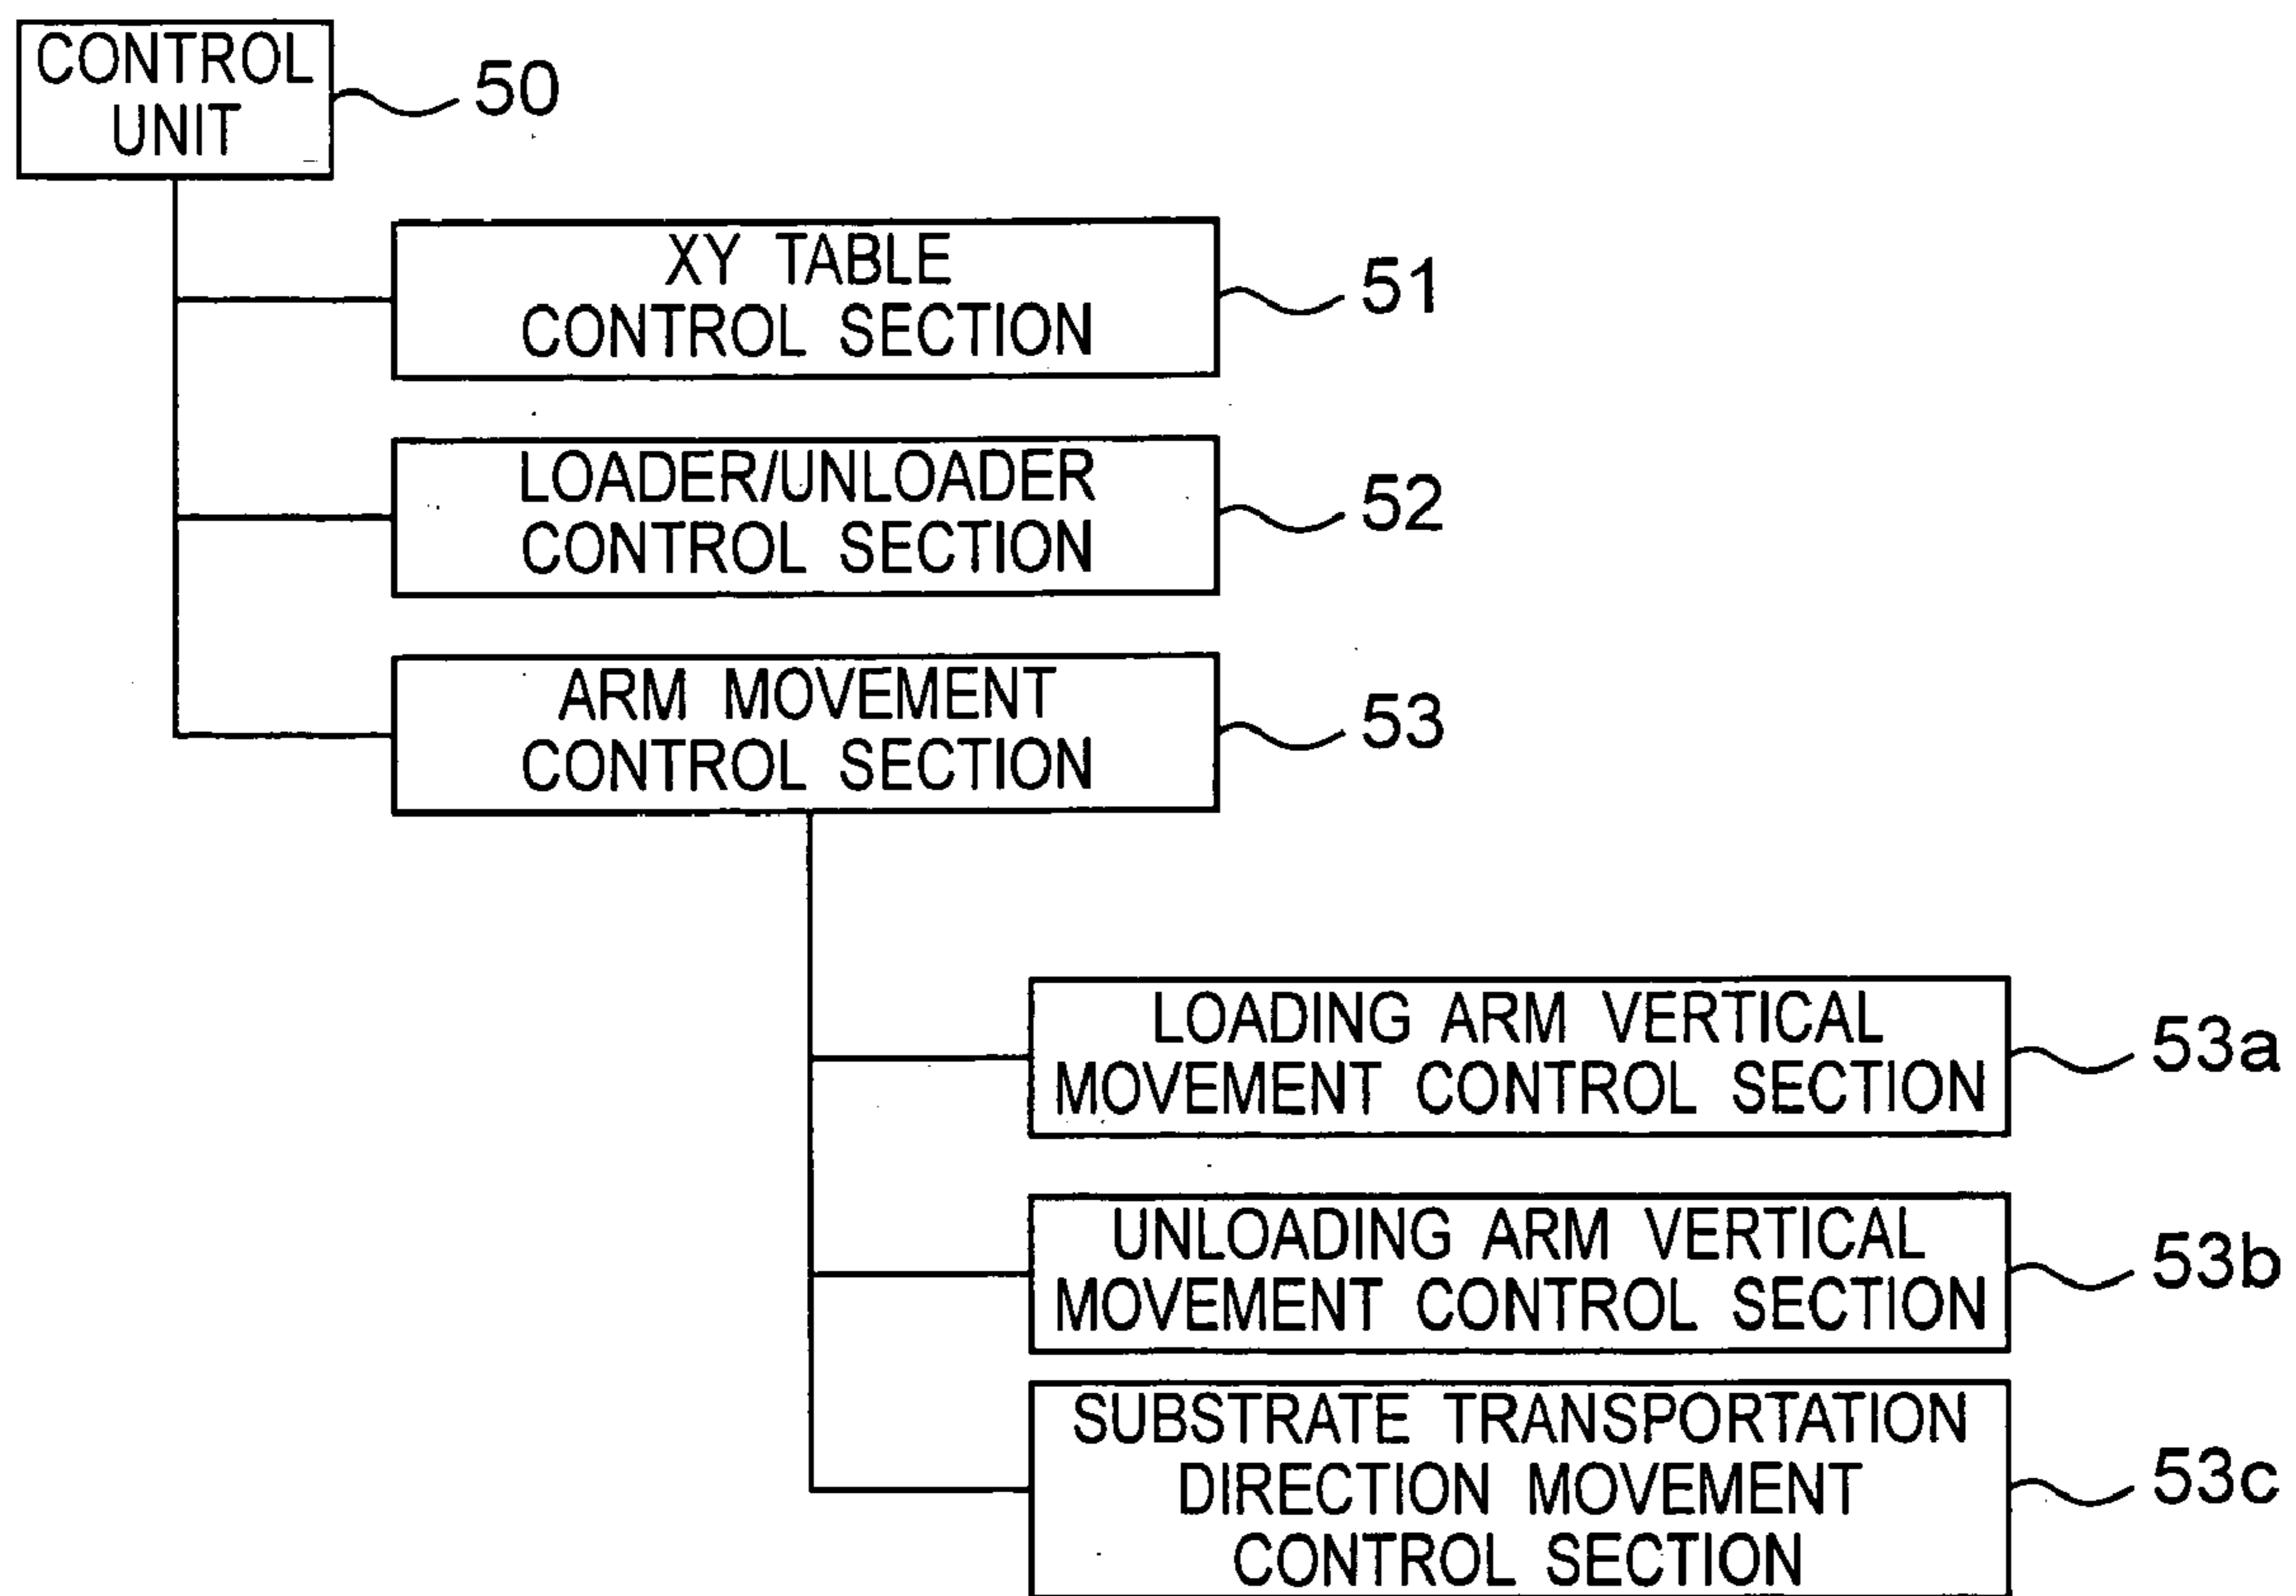 CONTROL
UNIT
50
XY TABLE
CONTROL SECTION
51
LOADER/UNLOADER
CONTROL SECTION
52
ARM MOVEMENT
CONTROL SECTION
53
LOADING ARM VERTICAL
MOVEMENT CONTROL SECTION
53a
UNLOADING ARM VERTICAL
MOVEMENT CONTROL SECTION
53b
SUBSTRATE TRANSPORTATION
DIRECTION MOVEMENT
CONTROL SECTION
53c